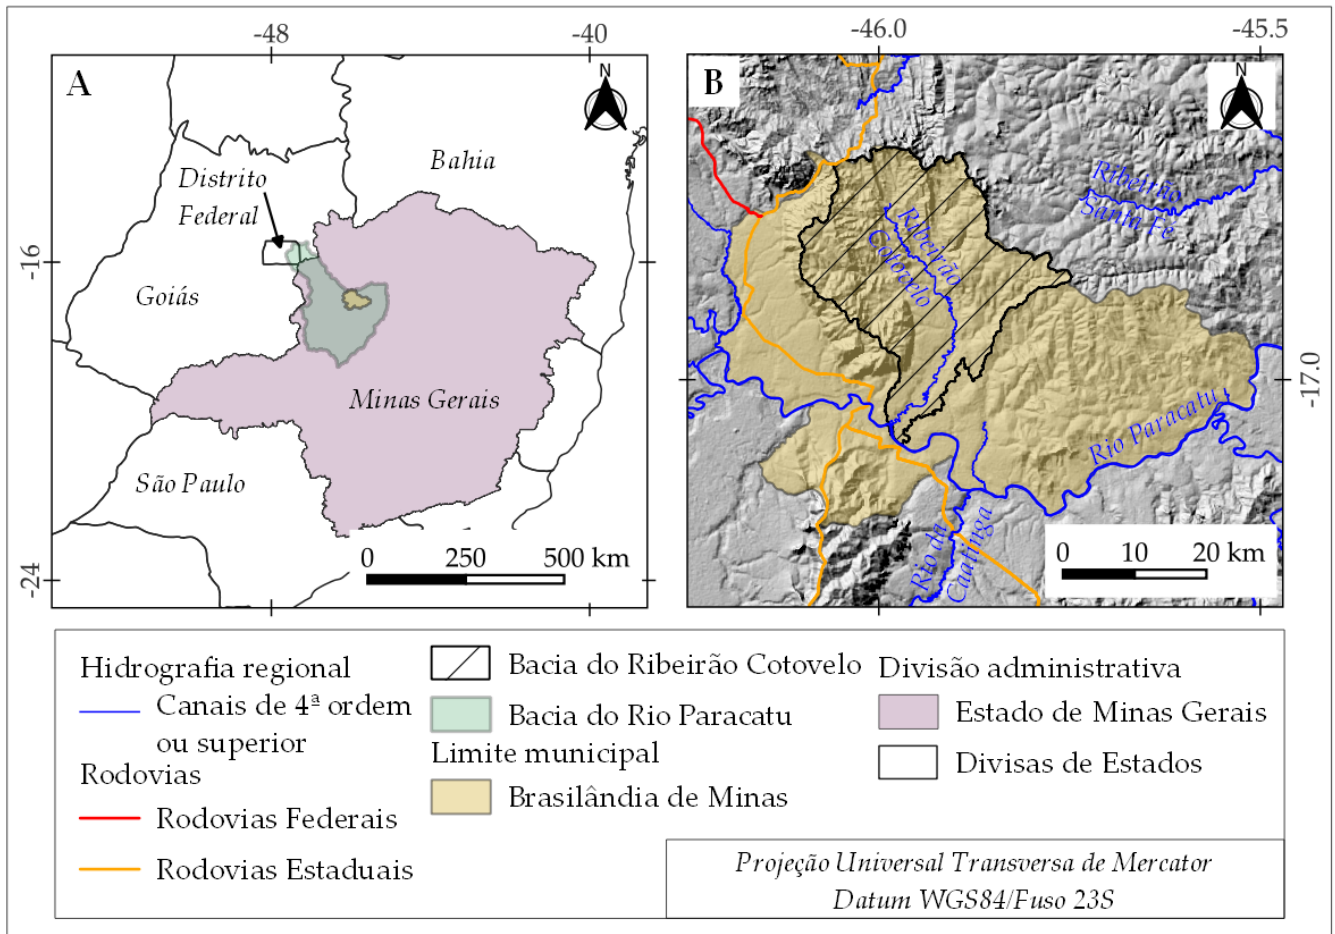 -48
-40
-46.0
-45.5
A
N
Bahia
Distrito
Federal
-16
Goiás
Minas Gerais
São Paulo
-24
0 250 500 km
B
N
Ribeirão
Santa Fé
Ribeirão
Cotovelo
-17.0
Rio Paracatu
Rio da
Caatinga
0 10 20 km
Hidrografia regional
Canais de 4ª ordem
ou superior
Rodovias
Rodovias Federais
Rodovias Estaduais
Bacia do Ribeirão Cotovelo
Bacia do Rio Paracatu
Limite municipal
Brasilândia de Minas
Divisão administrativa
Estado de Minas Gerais
Divisas de Estados
Projeção Universal Transversa de Mercator
Datum WGS84/Fuso 23S